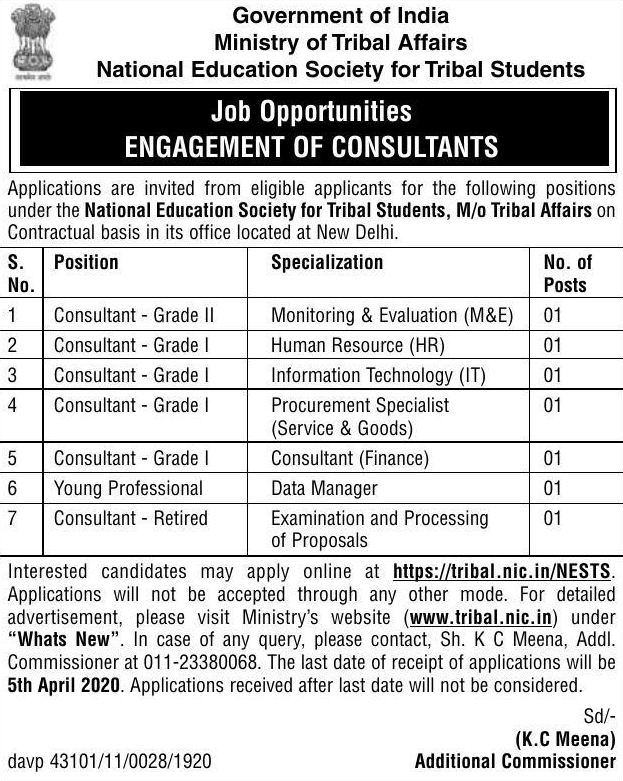 Government of India
Ministry of Tribal Affairs
National Education Society for Tribal Students
Job Opportunities
ENGAGEMENT OF CONSULTANTS
Applications are invited from eligible applicants for the following positions
under the National Education Society for Tribal Students, M/o Tribal Affairs on
Contractual basis in its office located at New Delhi.
S. No. Position Specialization No. of Posts
1 Consultant - Grade II Monitoring & Evaluation (M&E) 01
2 Consultant - Grade I Human Resource (HR) 01
3 Consultant - Grade I Information Technology (IT) 01
4 Consultant - Grade I Procurement Specialist 01
(Service & Goods)
5 Consultant - Grade I Consultant (Finance) 01
6 Young Professional Data Manager 01
7 Consultant - Retired Examination and Processing 01
of Proposals
Interested candidates may apply online at https://tribal.nic.in/NESTS.
Applications will not be accepted through any other mode. For detailed
advertisement, please visit Ministry's website (www.tribal.nic.in) under
“Whats New”. In case of any query, please contact, Sh. K C Meena, Addl.
Commissioner at 011-23380068. The last date of receipt of applications will be
5th April 2020. Applications received after last date will not be considered.
Sd/-
(K.C Meena)
davp 43101/11/0028/1920 Additional Commissioner